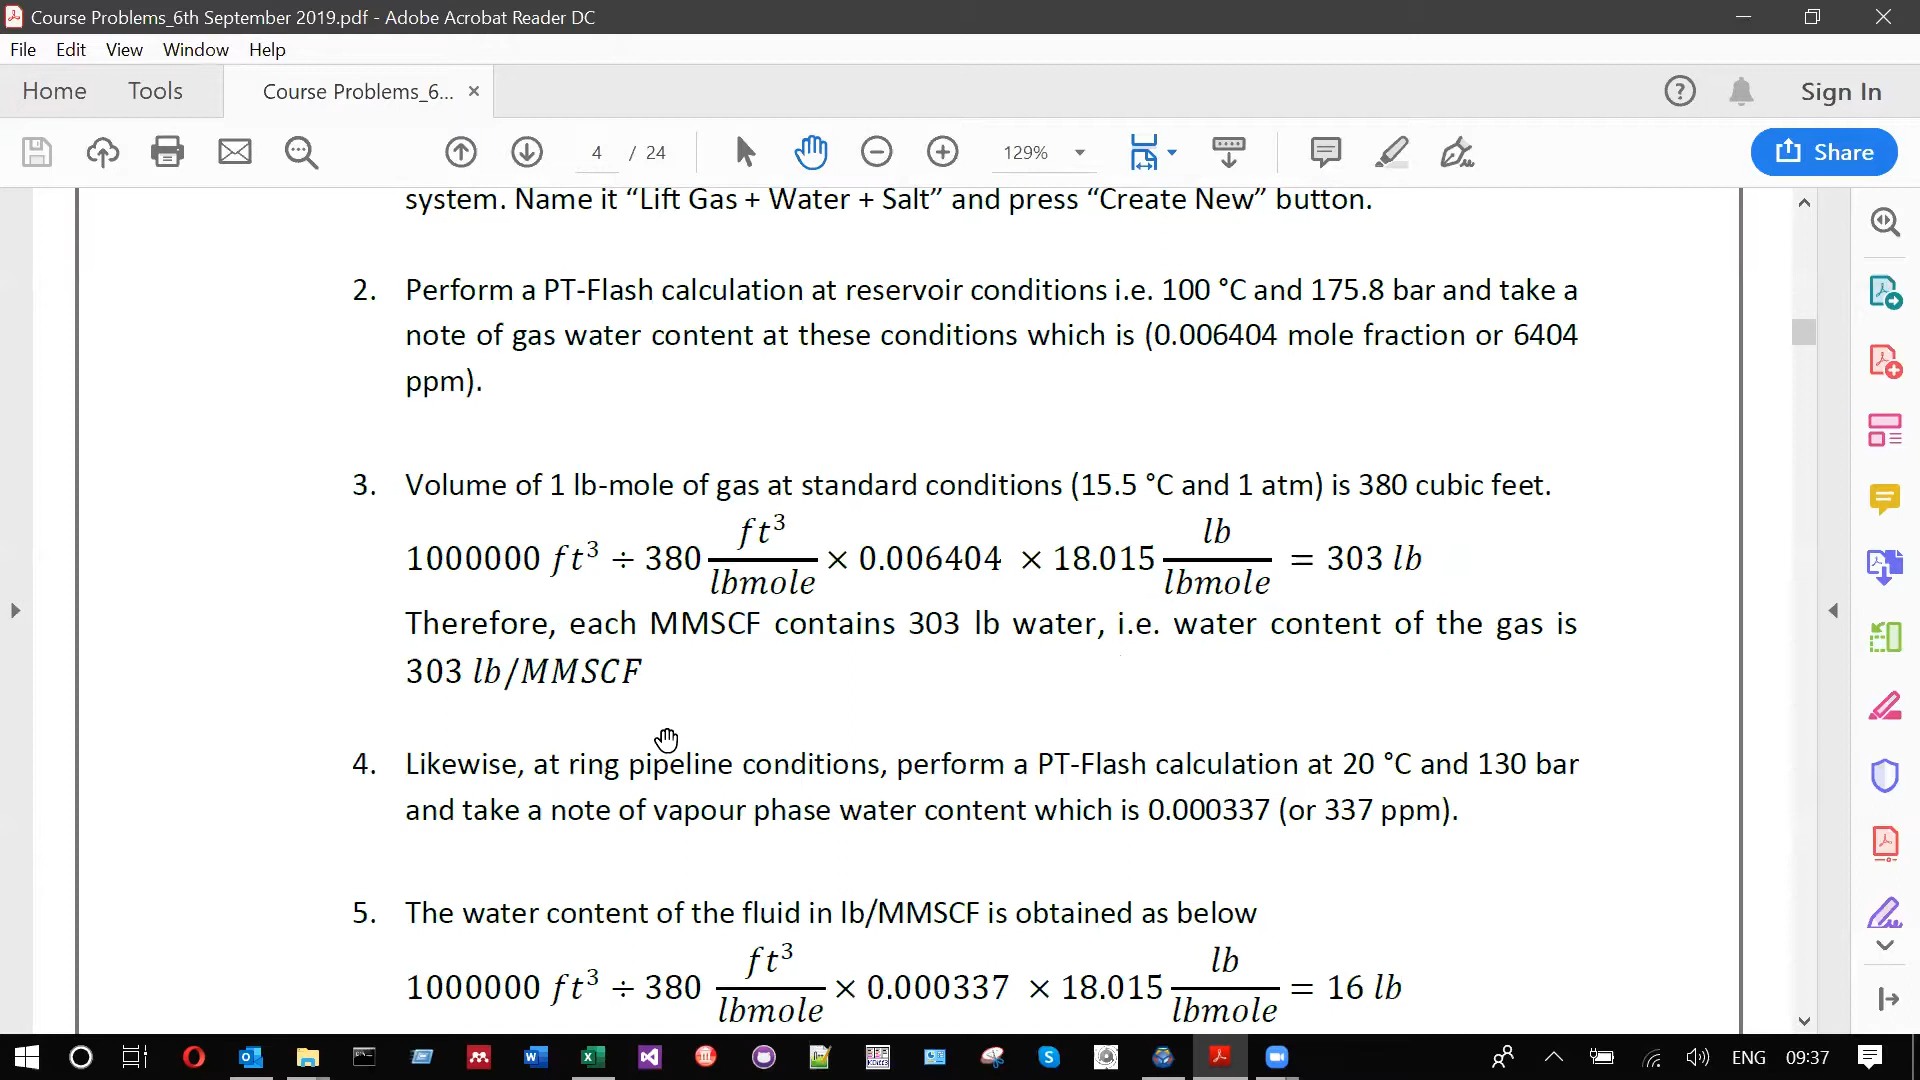 Course Problems_6th September 2019.pdf - Adobe Acrobat Reader DC
File Edit View Window Help
Home Tools Course Problems_6... × Sign In
4 / 24 129% Share
system. Name it “Lift Gas + Water + Salt” and press “Create New” button.
2. Perform a PT-Flash calculation at reservoir conditions i.e. 100 °C and 175.8 bar and take a
note of gas water content at these conditions which is (0.006404 mole fraction or 6404
ppm).
3. Volume of 1 lb-mole of gas at standard conditions (15.5 °C and 1 atm) is 380 cubic feet.
1000000 ft³ ÷ 380 ft³/lbmole × 0.006404 × 18.015 lb/lbmole = 303 lb
Therefore, each MMSCF contains 303 lb water, i.e. water content of the gas is
303 lb/MMSCF
4. Likewise, at ring pipeline conditions, perform a PT-Flash calculation at 20 °C and 130 bar
and take a note of vapour phase water content which is 0.000337 (or 337 ppm).
5. The water content of the fluid in lb/MMSCF is obtained as below
1000000 ft³ ÷ 380 ft³/lbmole × 0.000337 × 18.015 lb/lbmole = 16 lb
ENG 09:37